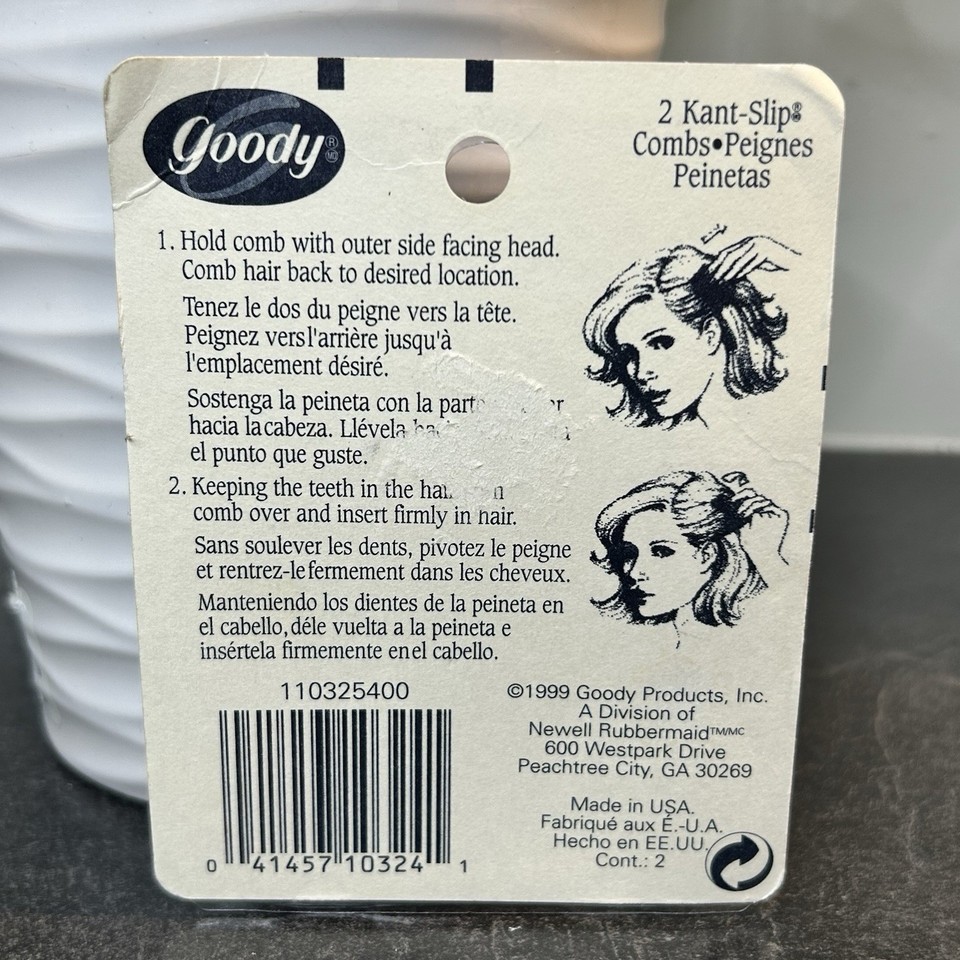 goody® MC
2 Kant-Slip®
Combs•Peignes
Peinetas
1. Hold comb with outer side facing head.
Comb hair back to desired location.
Tenez le dos du peigne vers la tête.
Peignez vers l'arrière jusqu'à
l'emplacement désiré.
Sostenga la peineta con la
hacia la cabeza. Llévela
el punto que guste.
2. Keeping the teeth in the
comb over and insert firmly in hair.
Sans soulever les dents, pivotez le peigne
et rentrez-le fermement dans les cheveux.
Manteniendo los dientes de la peineta en
el cabello, déle vuelta a la peineta e
insértela firmemente en el cabello.
110325400
0 41457 10324 1
©1999 Goody Products, Inc.
A Division of
Newell Rubbermaid™/MC
600 Westpark Drive
Peachtree City, GA 30269
Made in USA.
Fabriqué aux É.-U.A.
Hecho en EE.UU.
Cont.: 2